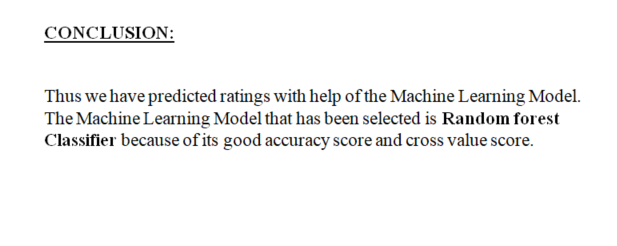 CONCLUSION:
Thus we have predicted ratings with help of the Machine Learning Model.
The Machine Learning Model that has been selected is Random forest
Classifier because of its good accuracy score and cross value score.